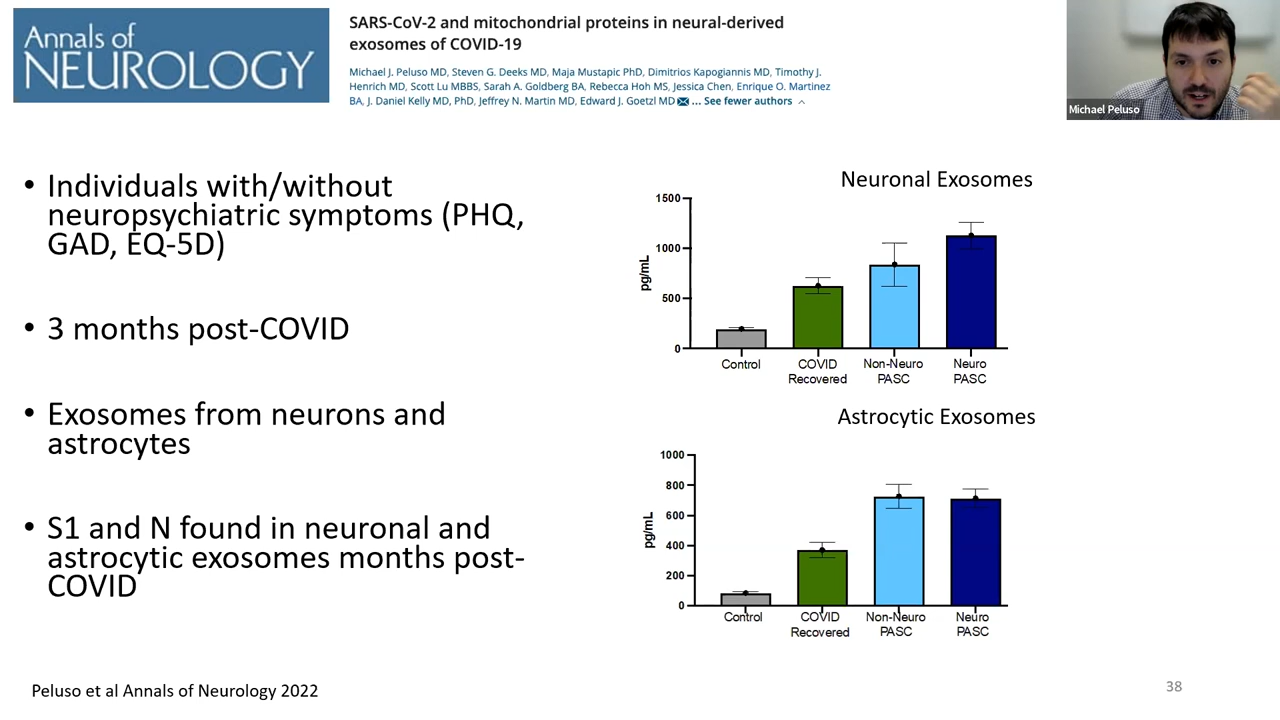 Annals of
NEUROLOGY
SARS-CoV-2 and mitochondrial proteins in neural-derived
exosomes of COVID-19
Michael J. Peluso MD, Steven G. Deeks MD, Maja Mustapic PhD, Dimitrios Kapogiannis MD, Timothy J.
Henrich MD, Scott Lu MBBS, Sarah A. Goldberg BA, Rebecca Hoh MS, Jessica Chen, Enrique O. Martinez
BA, J. Daniel Kelly MD, PhD, Jeffrey N. Martin MD, Edward J. Goetzl MD ... See fewer authors
Michael Peluso
• Individuals with/without
neuropsychiatric symptoms (PHQ,
GAD, EQ-5D)
• 3 months post-COVID
• Exosomes from neurons and
astrocytes
• S1 and N found in neuronal and
astrocytic exosomes months post-
COVID
Neuronal Exosomes
1500
1000
500
0
pg/mL
Control
COVID
Recovered
Non-Neuro
PASC
Neuro
PASC
Astrocytic Exosomes
1000
800
600
400
200
0
pg/mL
Control
COVID
Recovered
Non-Neuro
PASC
Neuro
PASC
Peluso et al Annals of Neurology 2022
38